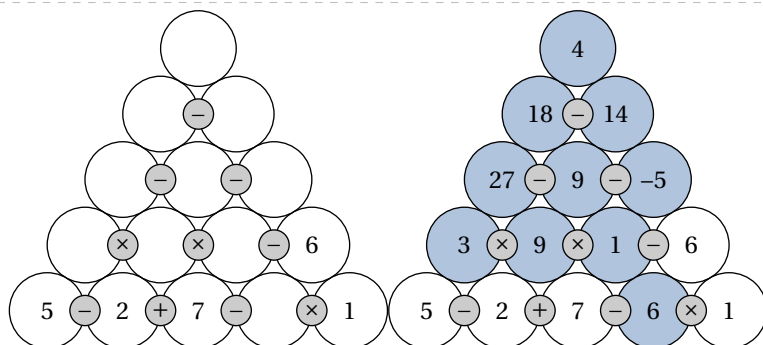 4
− 
18 − 14
− −
27 − 9 − −5
× × − 6
3 × 9 × 1 − 6
5 − 2 + 7 − × 1
5 − 2 + 7 − 6 × 1